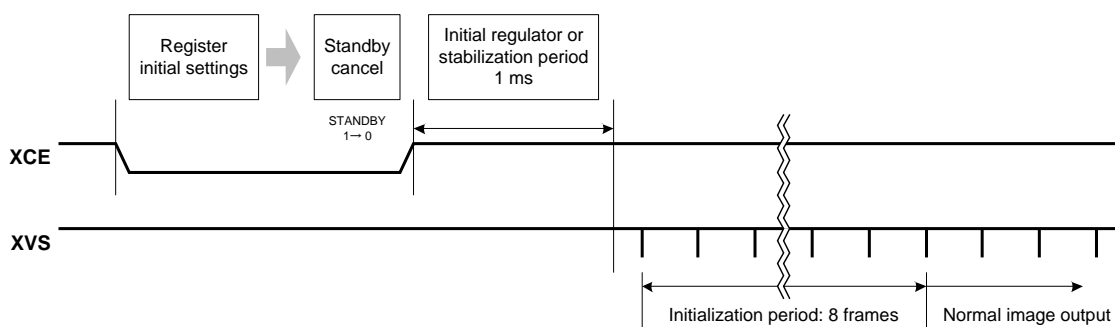 Register
initial settings
Standby
cancel
Initial regulator or
stabilization period
1 ms
STANDBY
1→ 0
XCE
XVS
Initialization period: 8 frames
Normal image output